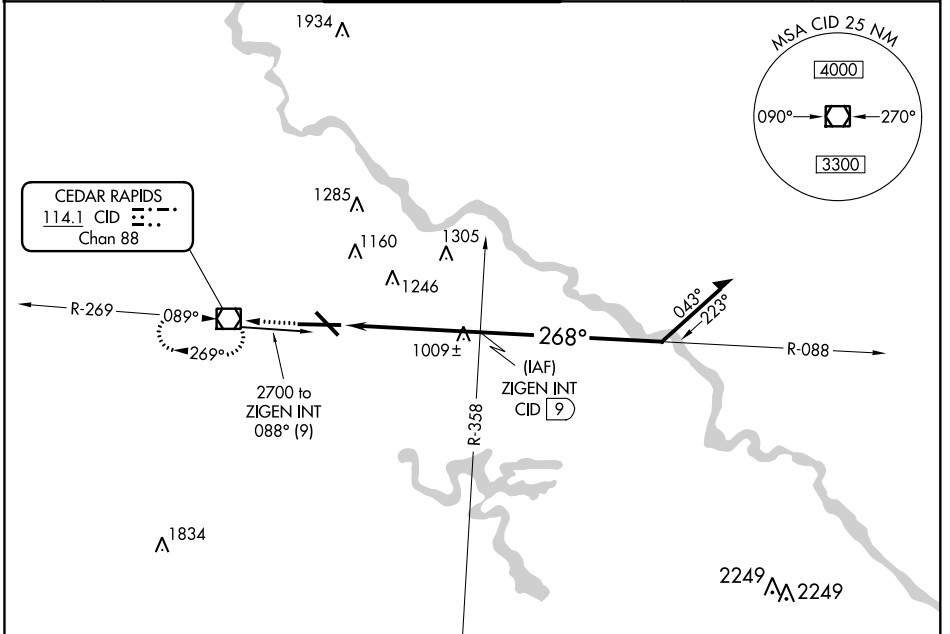 1934
MSA CID 25 NM
4000
090°
270°
3300
CEDAR RAPIDS
114.1 CID
Chan 88
1285
1160
1305
1246
R-269
089°
269°
1009±
268°
043°
223°
R-088
(IAF)
ZIGEN INT
CID 9
2700 to
ZIGEN INT
088° (9)
R-358
1834
2249
2249